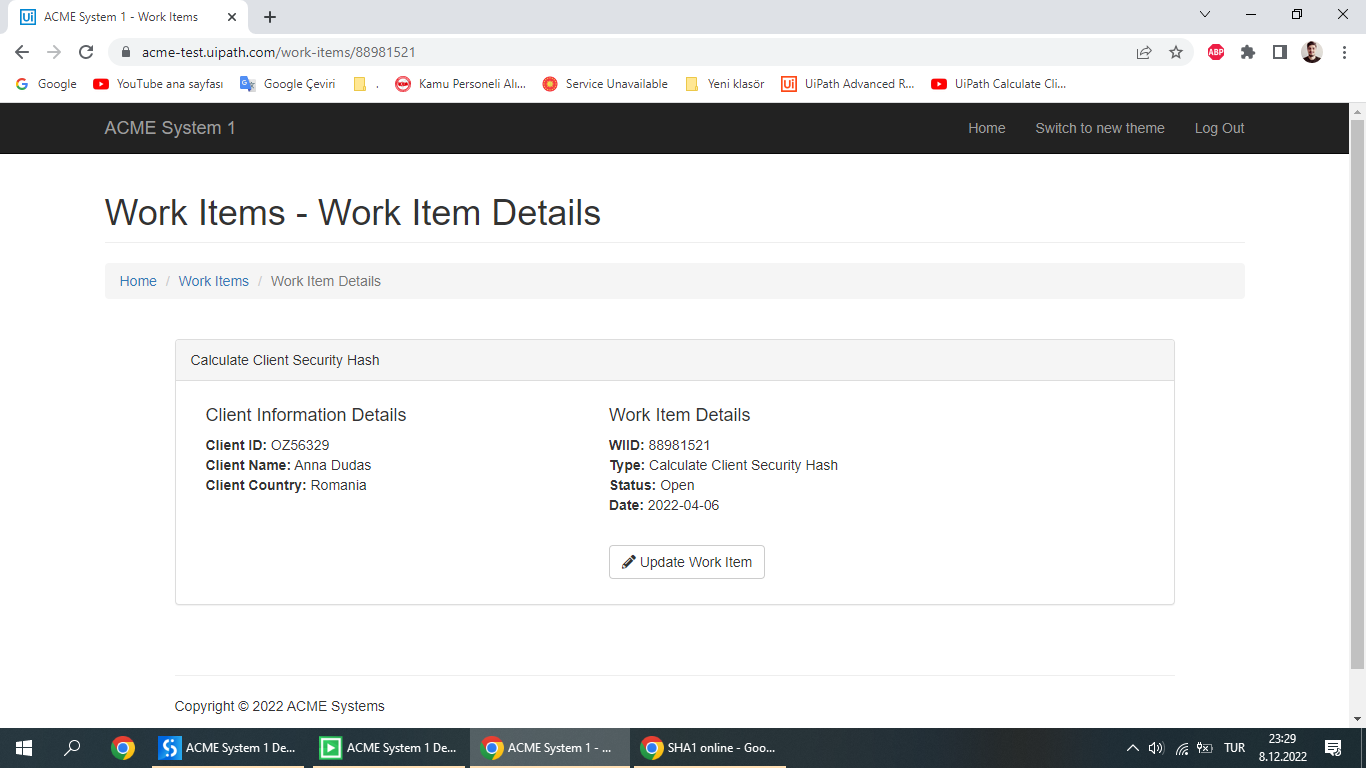 ACME System 1 - Work Items
acme-test.uipath.com/work-items/88981521
ABP
Google
YouTube ana sayfası
Google Çeviri
.
Kamu Personeli Alı...
Service Unavailable
Yeni klasör
UiPath Advanced R...
UiPath Calculate Cli...
ACME System 1
Home
Switch to new theme
Log Out
Work Items - Work Item Details
Home / Work Items / Work Item Details
Calculate Client Security Hash
Client Information Details
Client ID: OZ56329
Client Name: Anna Dudas
Client Country: Romania
Work Item Details
WIID: 88981521
Type: Calculate Client Security Hash
Status: Open
Date: 2022-04-06
Update Work Item
Copyright © 2022 ACME Systems
ACME System 1 De...
ACME System 1 De...
ACME System 1 - ...
SHA1 online - Goo...
TUR
23:29
8.12.2022